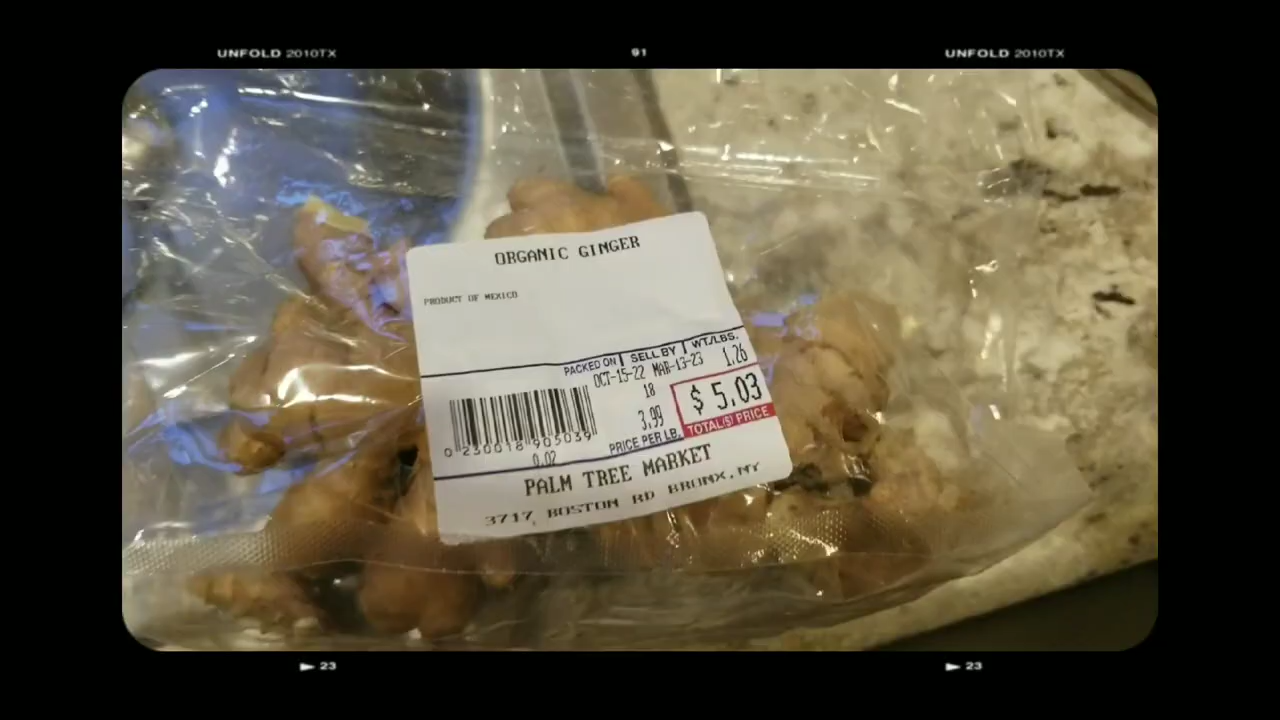 UNFOLD 2010TX
91
UNFOLD 2010TX
ORGANIC GINGER
PRODUCT OF MEXICO
PACKED ON SELL BY WT/LBS.
OCT-15-22 MAR-13-23 1.26
18
$ 5.03
3.99
TOTAL(S) PRICE
PRICE PER LB.
0 230018 905039
0.02
PALM TREE MARKET
3717, BOSTON RD BRONX, NY
23
23